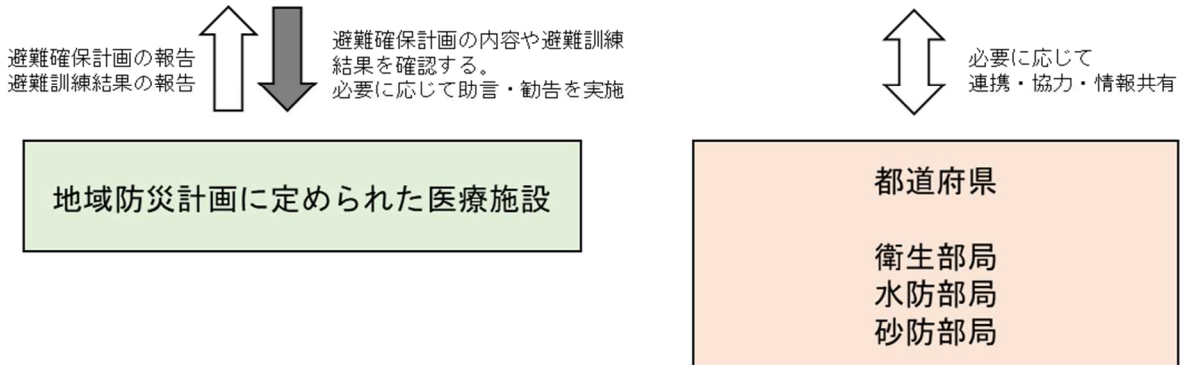 避難確保計画の報告
避難訓練結果の報告
避難確保計画の内容や避難訓練
結果を確認する。
必要に応じて助言・勧告を実施
必要に応じて
連携・協力・情報共有
地域防災計画に定められた医療施設
都道府県
衛生部局
水防部局
砂防部局